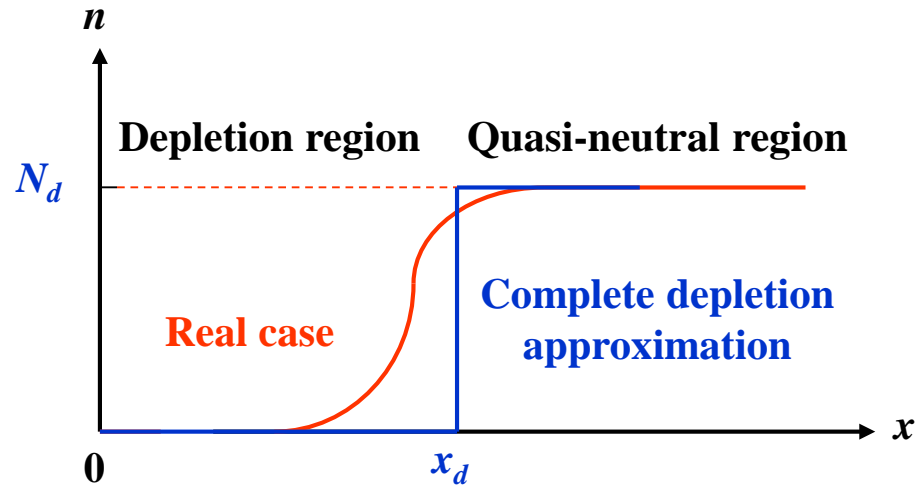 n
Depletion region
Quasi-neutral region
N_d
Real case
Complete depletion
approximation
x
0
x_d